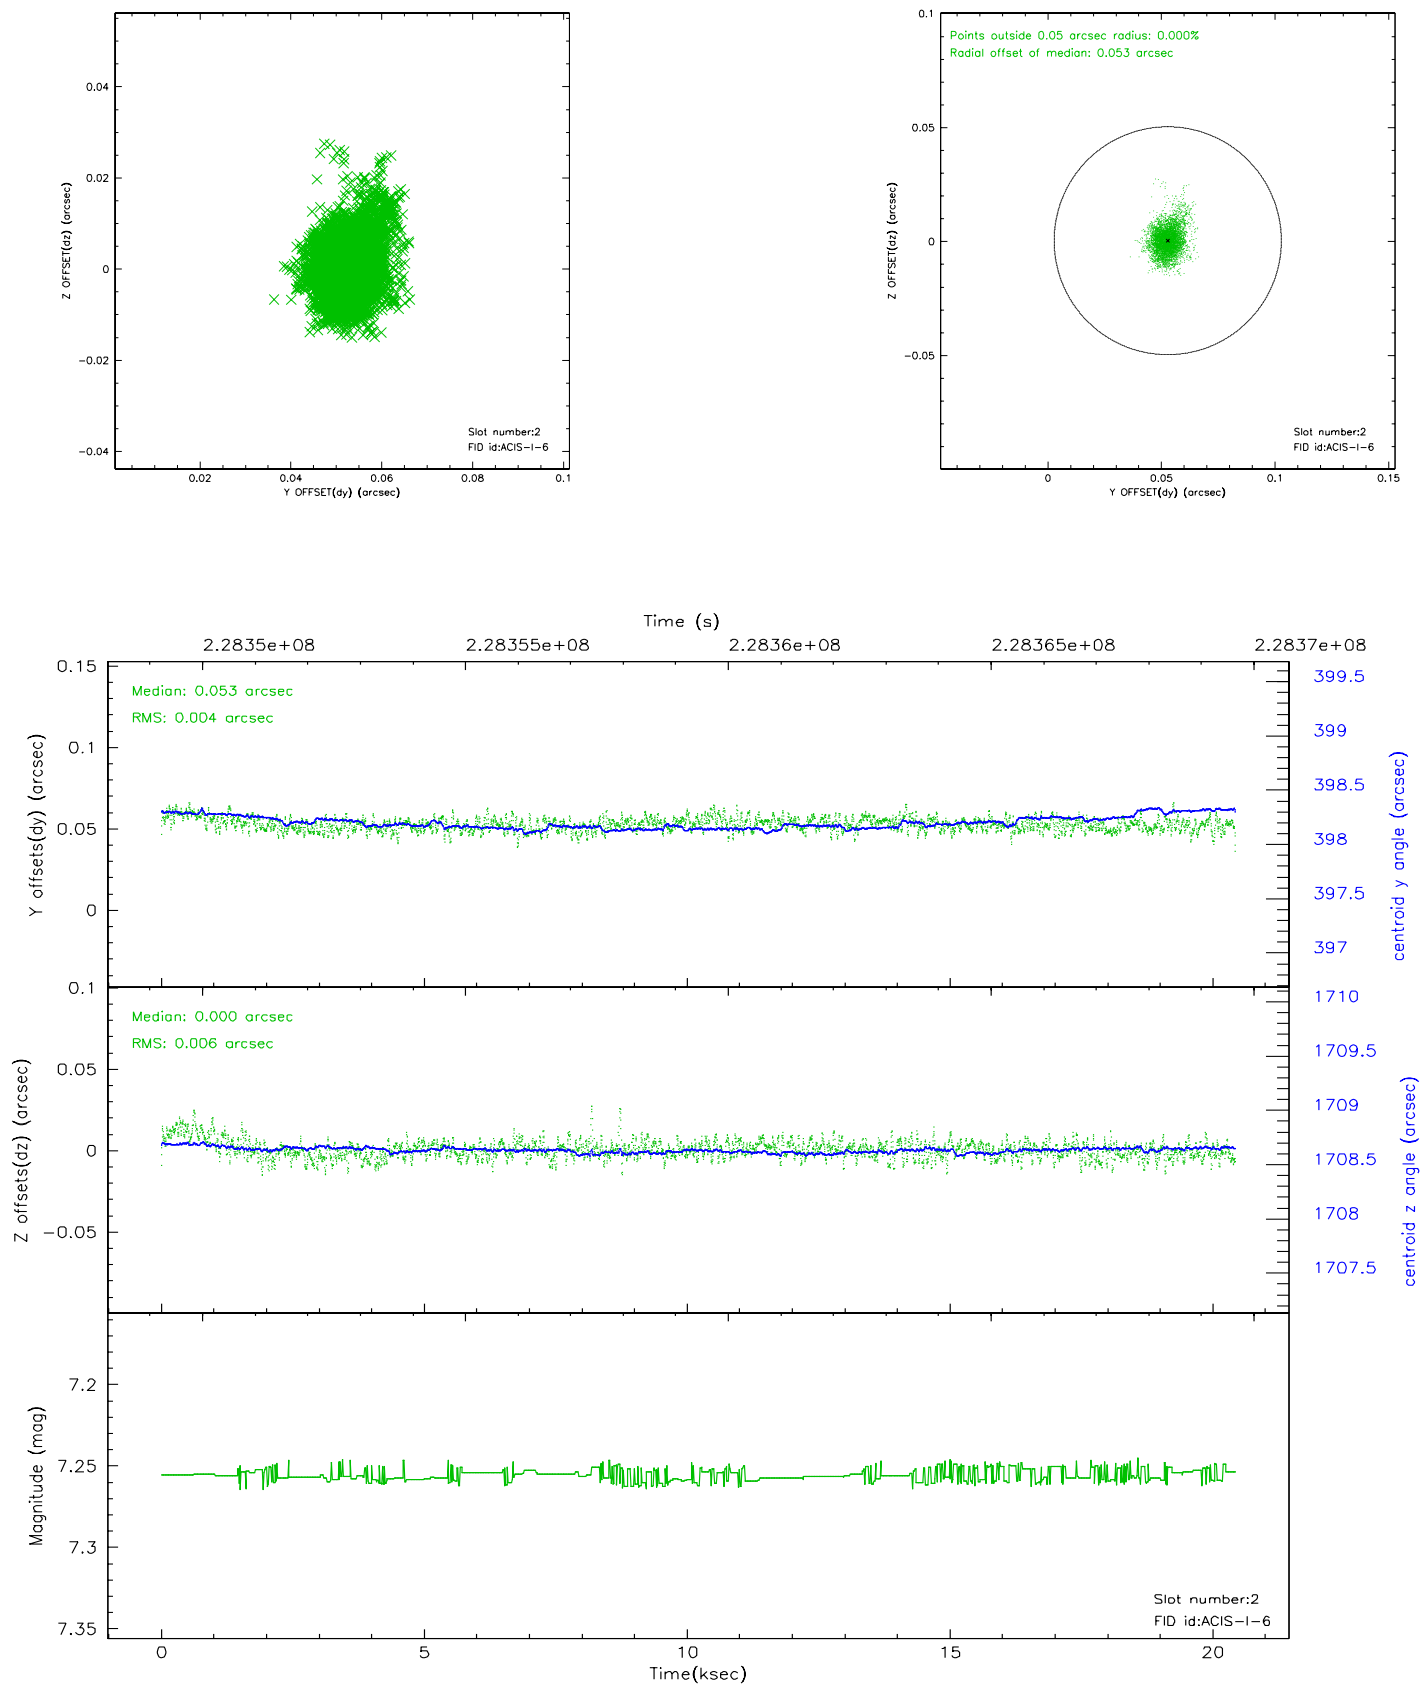 0.04
0.02
0
-0.02
-0.04
Z OFFSET(dz) (arcsec)
Slot number:2
FID id:ACIS-I-6
0.02 0.04 0.06 0.08 0.1
Y OFFSET(dy) (arcsec)
0.1
0.05
0
-0.05
Z OFFSET(dz) (arcsec)
Points outside 0.05 arcsec radius: 0.000%
Radial offset of median: 0.053 arcsec
Slot number:2
FID id:ACIS-I-6
0 0.05 0.1 0.15
Y OFFSET(dy) (arcsec)
Time (s)
2.2835e+08 2.28355e+08 2.2836e+08 2.28365e+08 2.2837e+08
0.15
0.1
0.05
0
Y offsets(dy) (arcsec)
Median: 0.053 arcsec
RMS: 0.004 arcsec
399.5
399
398.5
398
397.5
397
centroid y angle (arcsec)
0.1
0.05
0
-0.05
Z offsets(dz) (arcsec)
Median: 0.000 arcsec
RMS: 0.006 arcsec
1710
1709.5
1709
1708.5
1708
1707.5
centroid z angle (arcsec)
7.2
7.25
7.3
7.35
Magnitude (mag)
Slot number:2
FID id:ACIS-I-6
0 5 10 15 20
Time(ksec)